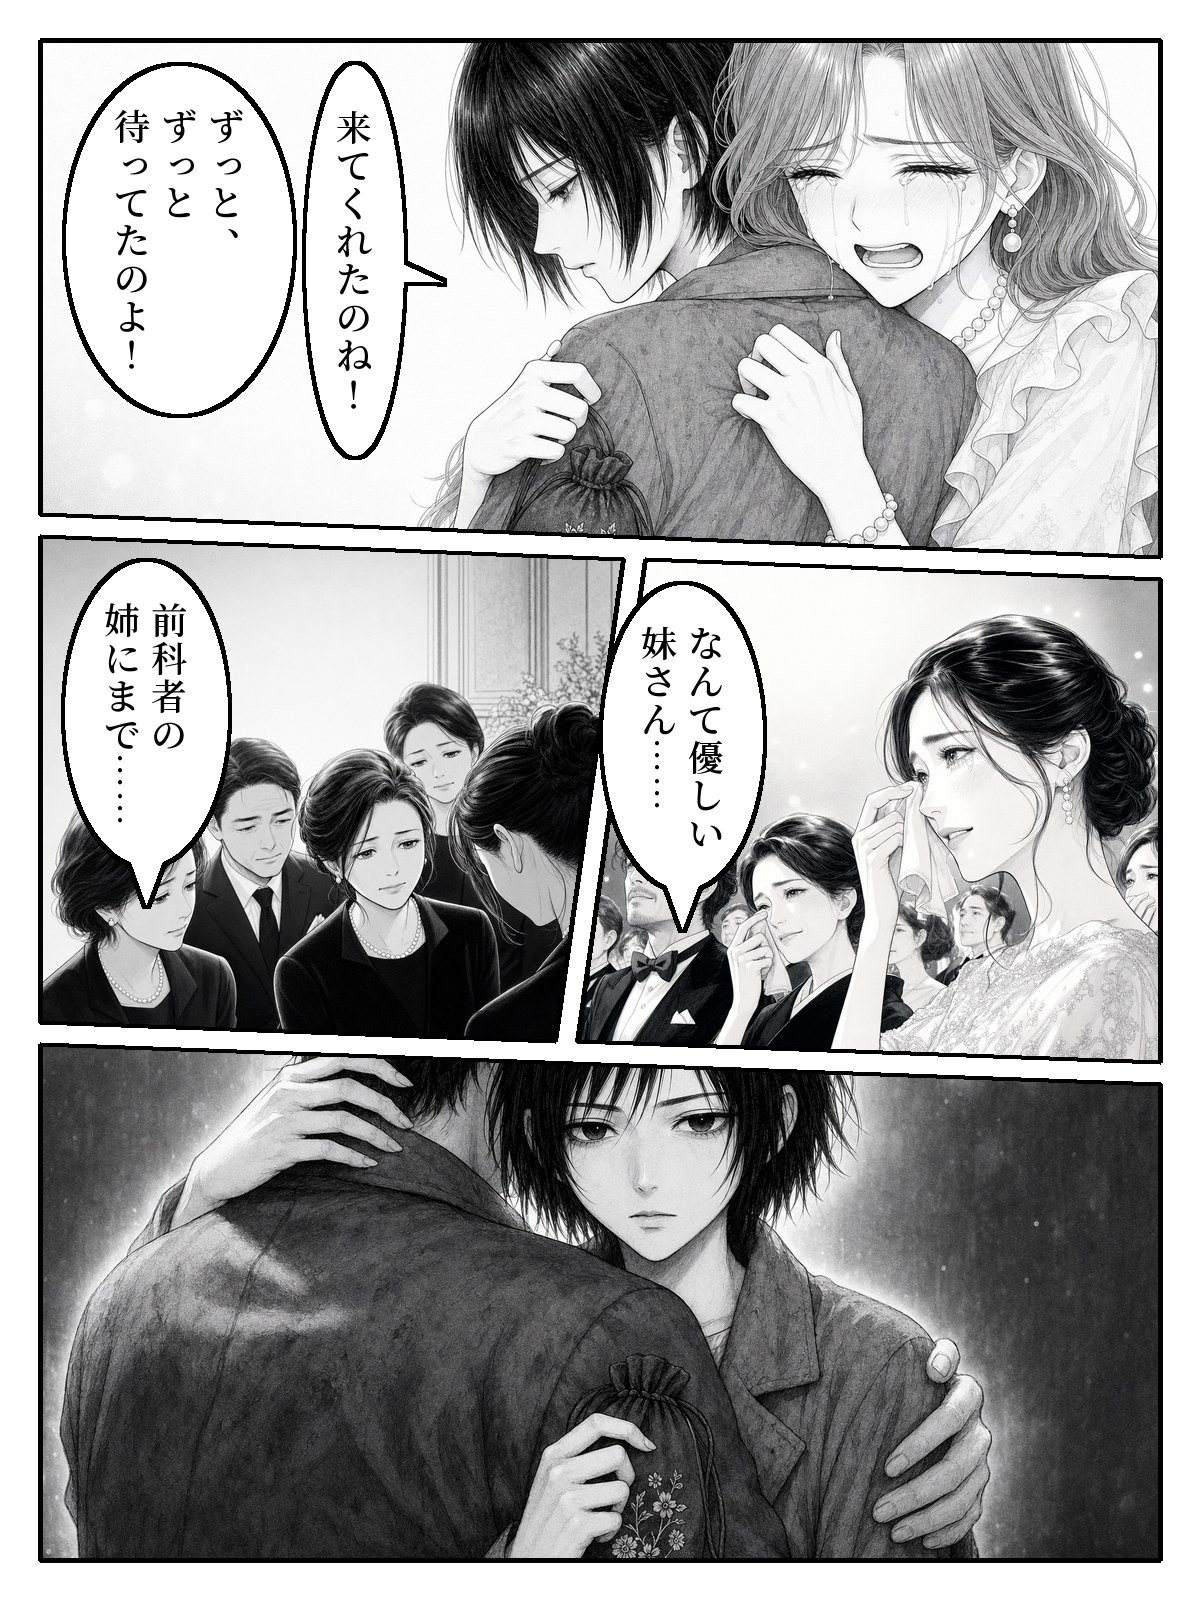 来てくれたのね！
ずっと、
ずっと
待ってたのよ！
なんて優しい
妹さん……
前科者の
姉にまで……